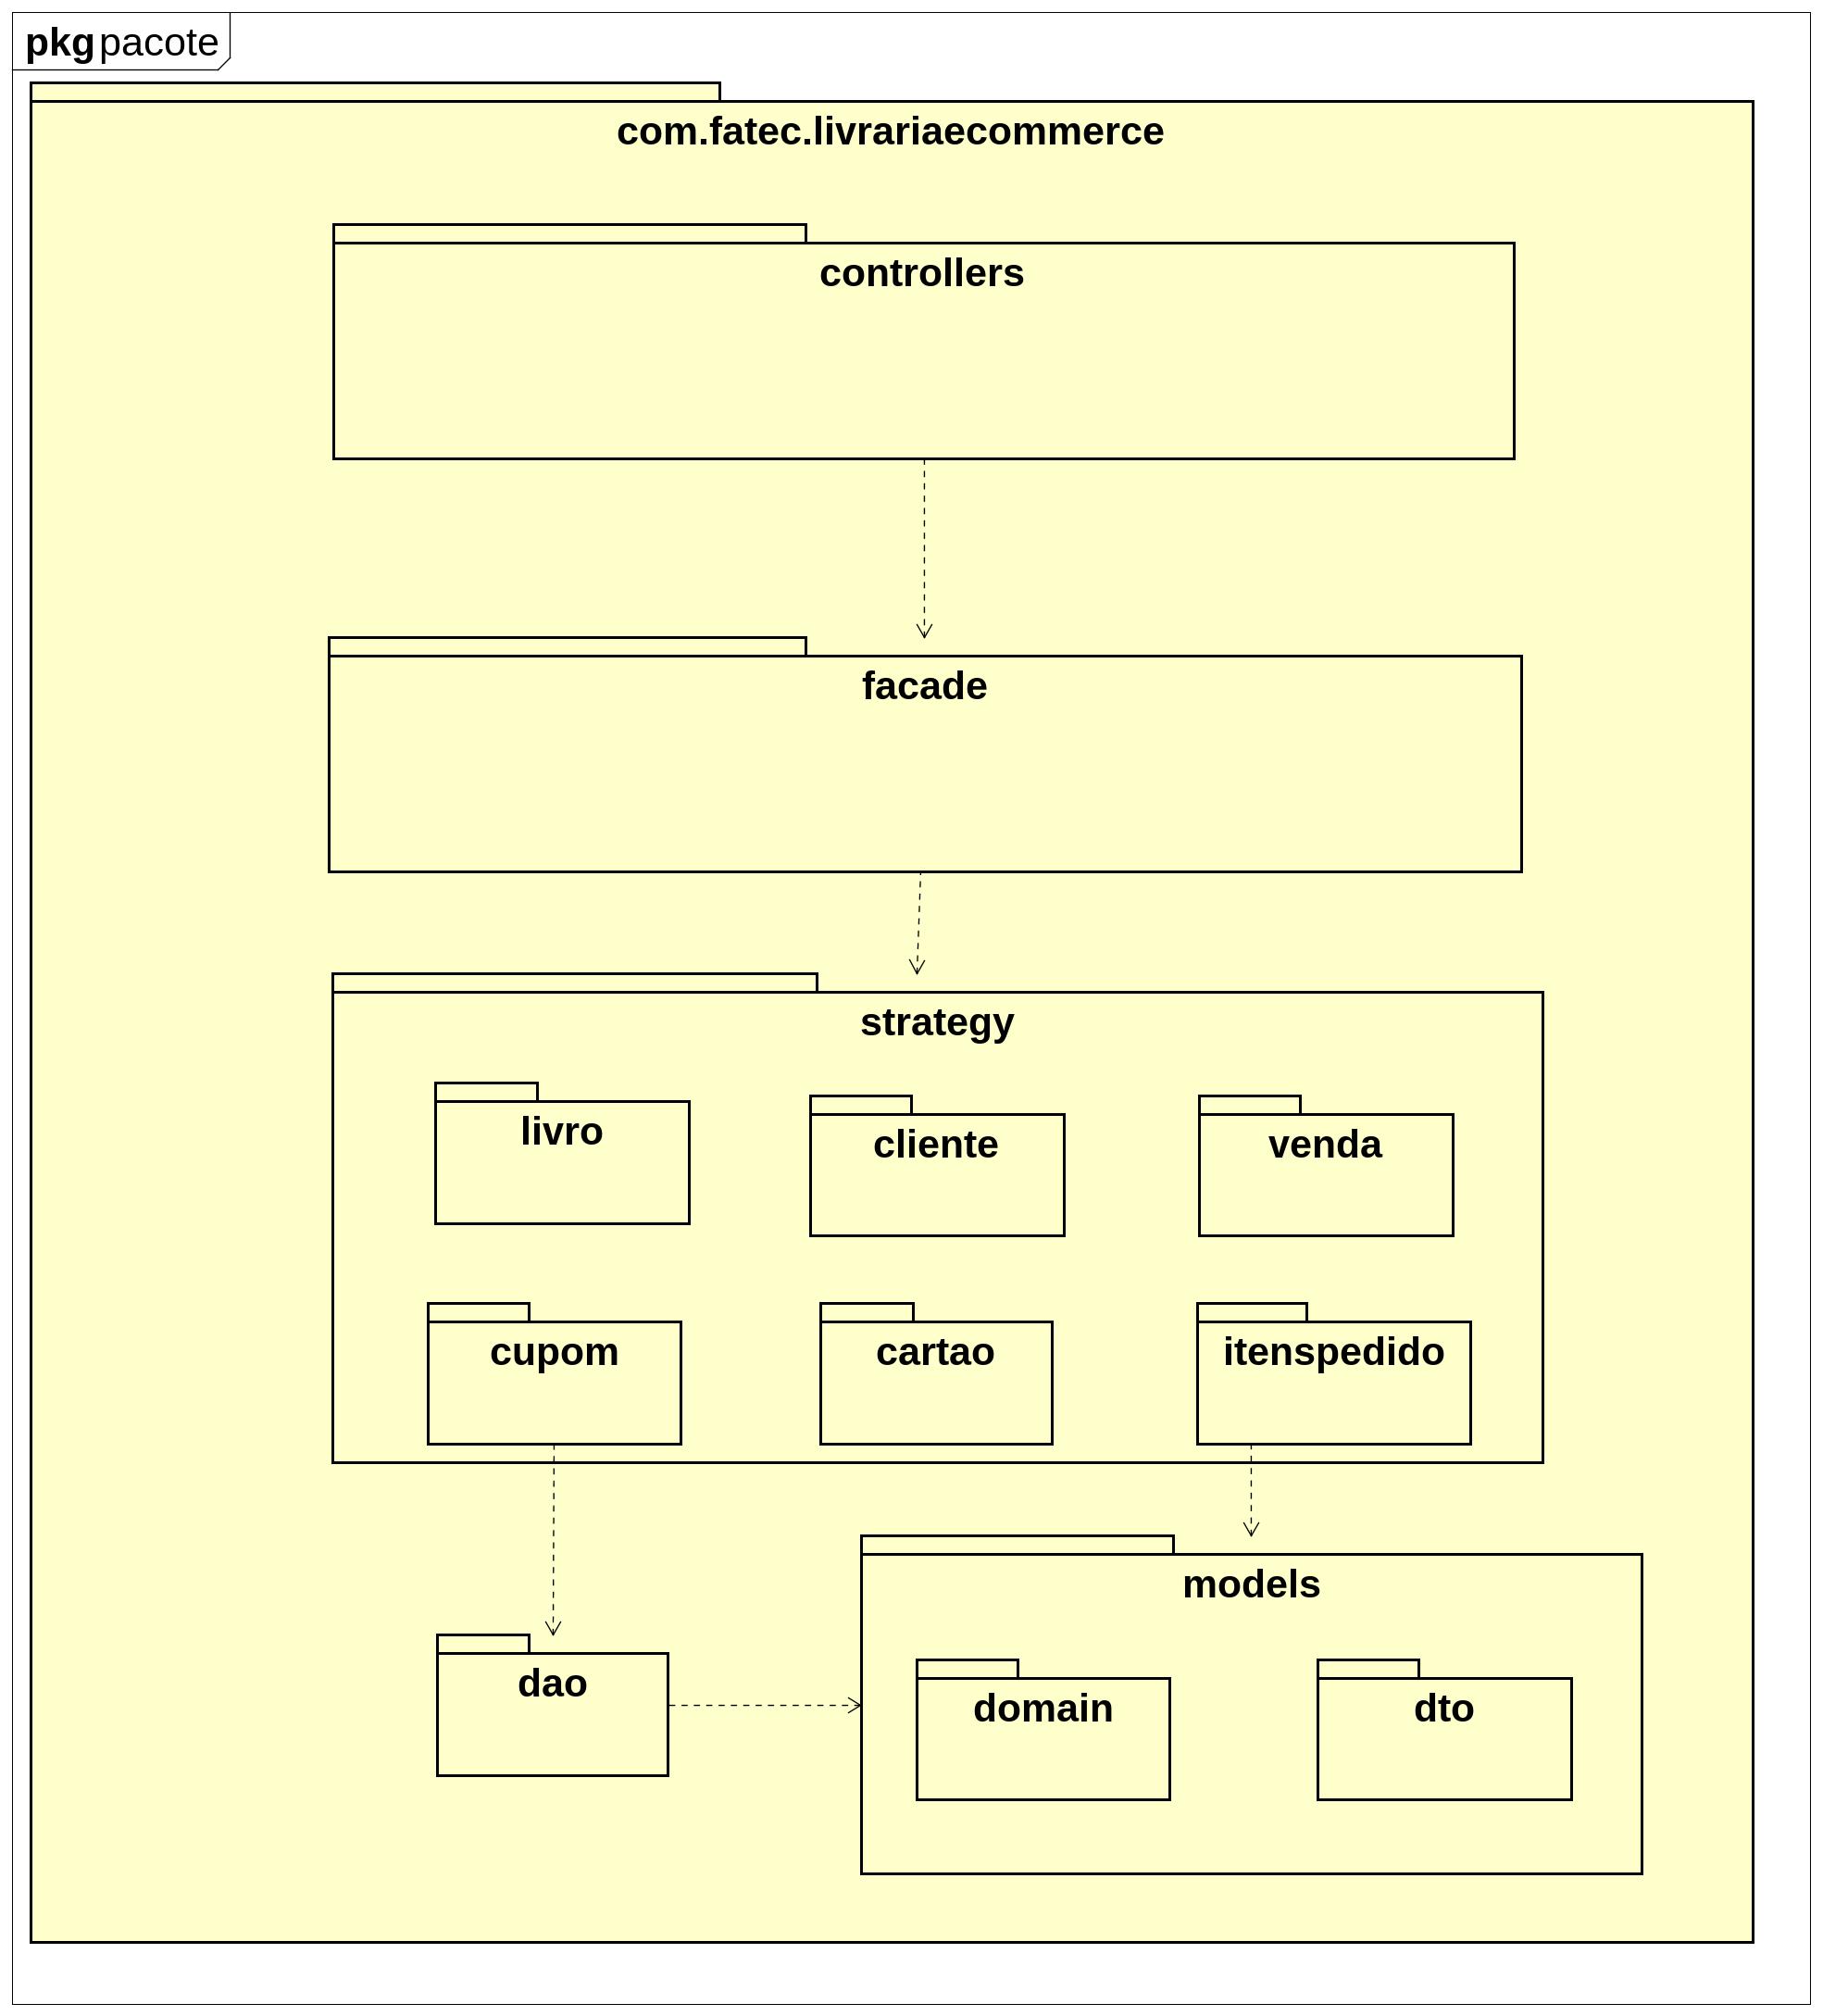 pkg pacote
com.fatec.livrariaecommerce
controllers
facade
strategy
livro
cliente
venda
cupom
cartao
itenspedido
models
dao
domain
dto